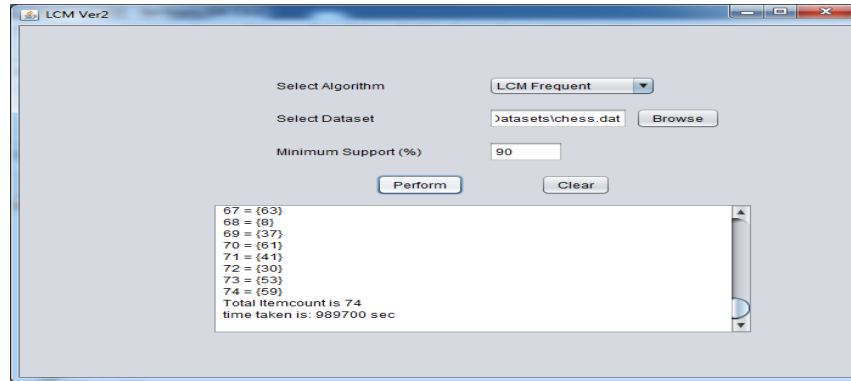 LCM Ver2
Select Algorithm LCM Frequent
Select Dataset Datasets\chess.dat Browse
Minimum Support (%) 90
Perform Clear
67 = {63}
68 = {8}
69 = {37}
70 = {61}
71 = {41}
72 = {30}
73 = {53}
74 = {59}
Total Itemcount is 74
time taken is: 989700 sec